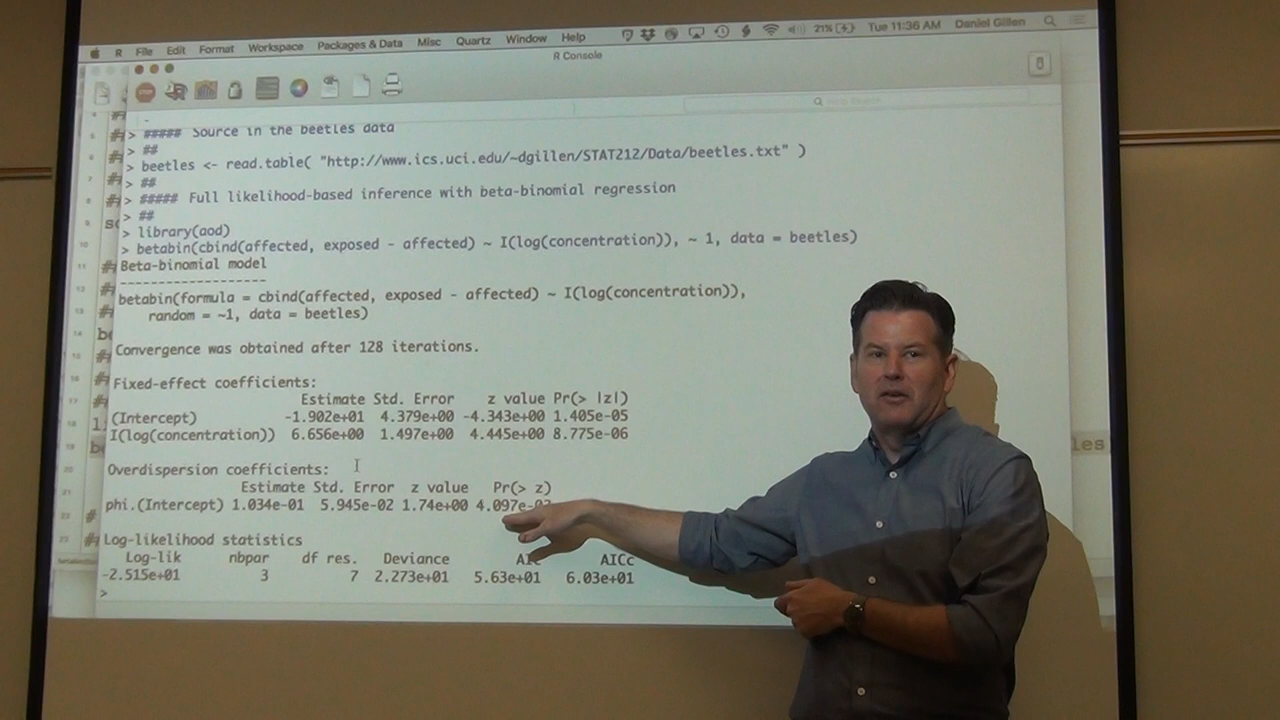 R File Edit Format Workspace Packages & Data Misc Quartz Window Help 21% Tue 11:36 AM Daniel Gillen
R Console
STOP
> ##### Source in the beetles data
> ##
> beetles <- read.table( "http://www.ics.uci.edu/~dgillen/STAT212/Data/beetles.txt" )
> ##
> ##### Full likelihood-based inference with beta-binomial regression
> ##
> library(aod)
> betabin(cbind(affected, exposed - affected) ~ I(log(concentration)), ~ 1, data = beetles)
Beta-binomial model
-------------------
betabin(formula = cbind(affected, exposed - affected) ~ I(log(concentration)),
random = ~1, data = beetles)
Convergence was obtained after 128 iterations.
Fixed-effect coefficients:
Estimate Std. Error z value Pr(> |z|)
(Intercept) -1.902e+01 4.379e+00 -4.343e+00 1.405e-05
I(log(concentration)) 6.656e+00 1.497e+00 4.445e+00 8.775e-06
Overdispersion coefficients:
Estimate Std. Error z value Pr(> z)
phi.(Intercept) 1.034e-01 5.945e-02 1.74e+00 4.097e-02
Log-likelihood statistics
Log-lik nbpar df res. Deviance AIC AICc
-2.515e+01 3 7 2.273e+01 5.63e+01 6.03e+01
>